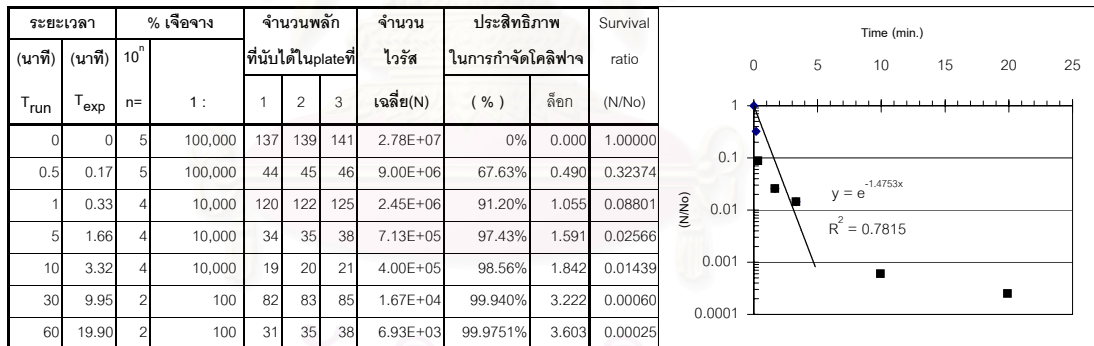 ระยะเวลา % เจือจาง จำนวนพลัก จำนวน ประสิทธิภาพ Survival
(นาที) (นาที) 10ⁿ ที่นับได้ในplateที่ ไวรัส ในการกำจัดโคลิฟาจ ratio
Trun Texp n= 1 : 1 2 3 เฉลี่ย(N) ( % ) ล็อก (N/No)
0 0 5 100,000 137 139 141 2.78E+07 0% 0.000 1.00000
0.5 0.17 5 100,000 44 45 46 9.00E+06 67.63% 0.490 0.32374
1 0.33 4 10,000 120 122 125 2.45E+06 91.20% 1.055 0.08801
5 1.66 4 10,000 34 35 38 7.13E+05 97.43% 1.591 0.02566
10 3.32 4 10,000 19 20 21 4.00E+05 98.56% 1.842 0.01439
30 9.95 2 100 82 83 85 1.67E+04 99.940% 3.222 0.00060
60 19.90 2 100 31 35 38 6.93E+03 99.9751% 3.603 0.00025
Time (min.)
0 5 10 15 20 25
1
0.1
0.01
0.001
0.0001
(N/No)
y = e^-1.4753x
R² = 0.7815